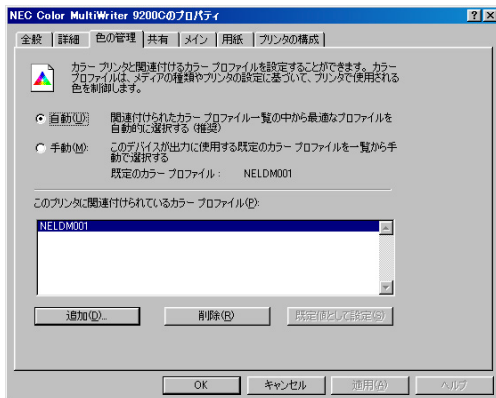 NEC Color MultiWriter 9200Cのプロパティ
全般 詳細 色の管理 共有 メイン 用紙 プリンタの構成
カラー プリンタと関連付けるカラー プロファイルを設定することができます。カラー
プロファイルは、メディアの種類やプリンタの設定に基づいて、プリンタで使用される
色を制御します。
自動(U): 関連付けられたカラー プロファイル一覧の中から最適なプロファイルを
自動的に選択する (推奨)
手動(M): このデバイスが出力に使用する既定のカラー プロファイルを一覧から手
動で選択する
既定のカラー プロファイル : NELDM001
このプリンタに関連付けられているカラー プロファイル(P):
NELDM001
追加(D)... 削除(R) 既定値として設定(S)
OK キャンセル 適用(A) ヘルプ